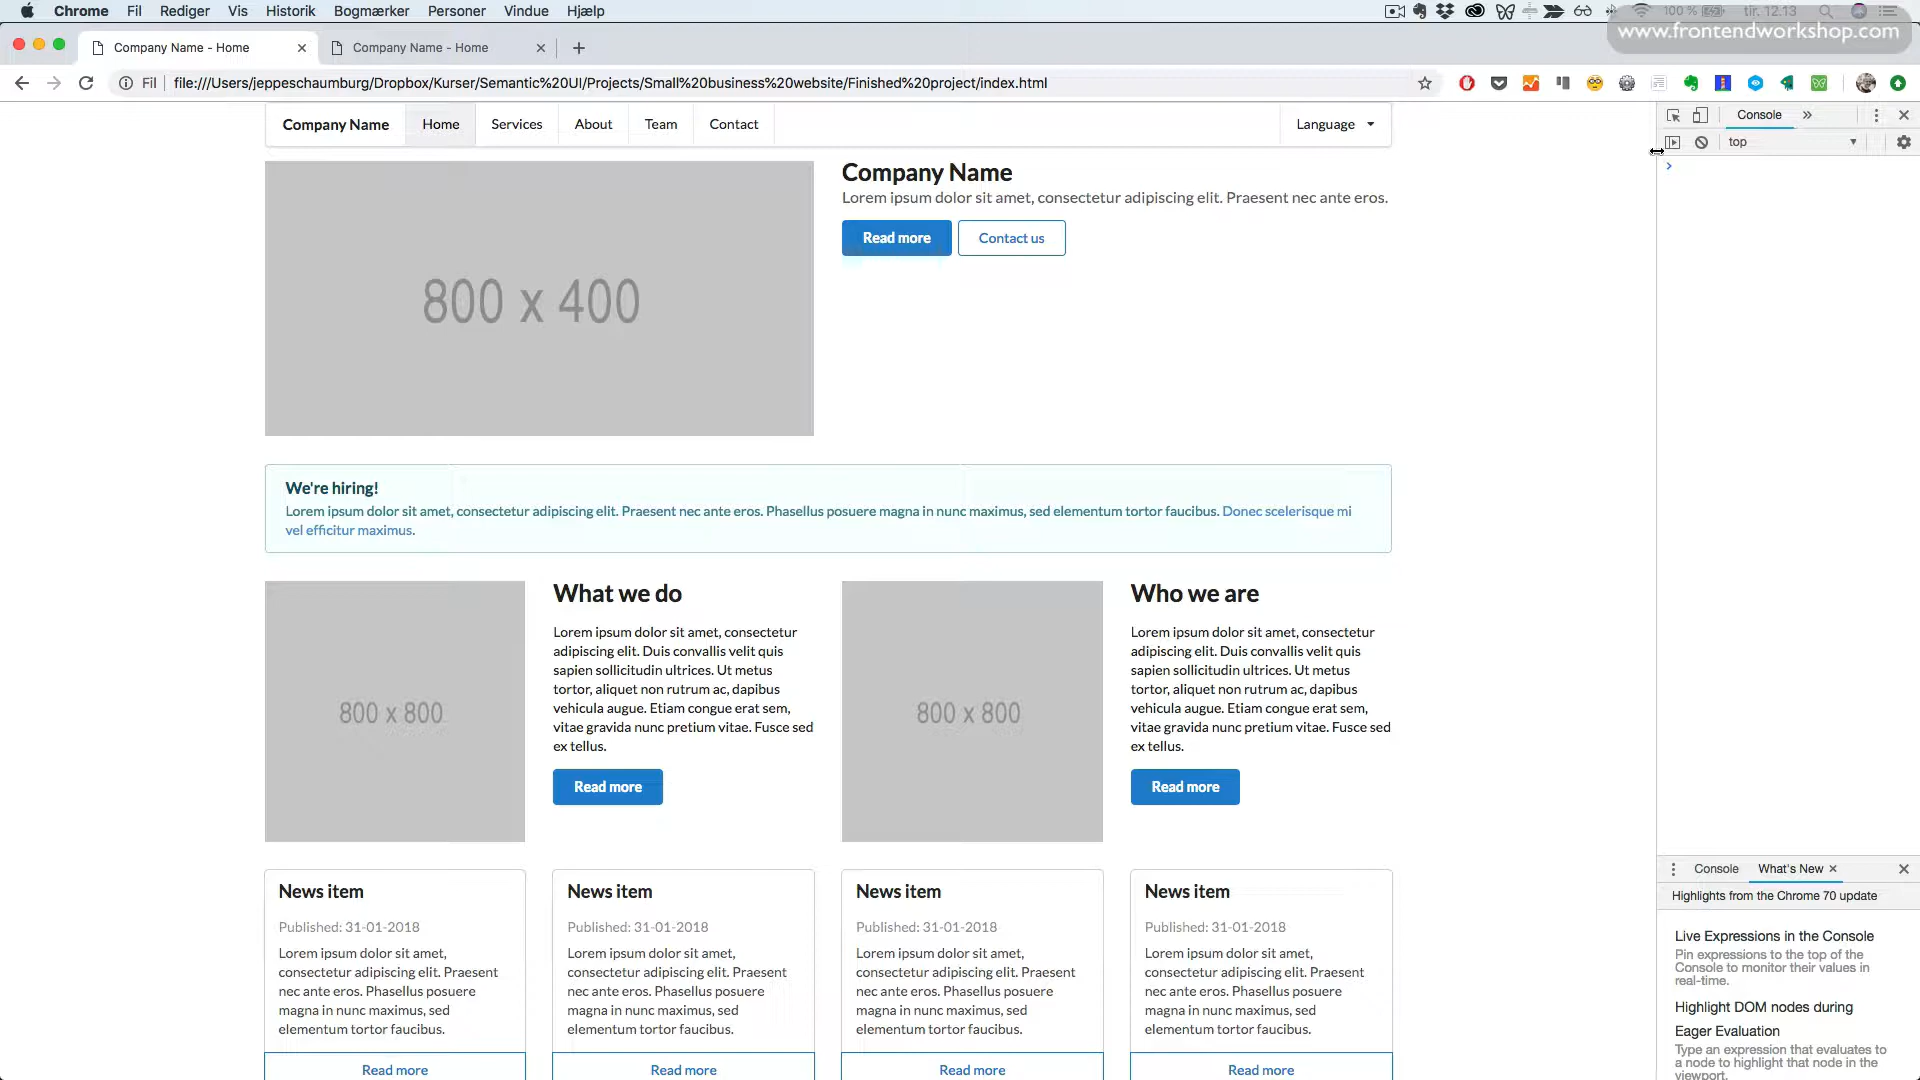 Chrome Fil Rediger Vis Historik Bogmærker Personer Vindue Hjælp
100 % tir. 12.13
www.frontendworkshop.com
Company Name - Home
Company Name - Home
Fil file:///Users/jeppeschaumburg/Dropbox/Kurser/Semantic%20UI/Projects/Small%20business%20website/Finished%20project/index.html
Company Name Home Services About Team Contact Language
Console
top
800 x 400
Company Name
Lorem ipsum dolor sit amet, consectetur adipiscing elit. Praesent nec ante eros.
Read more Contact us
We're hiring!
Lorem ipsum dolor sit amet, consectetur adipiscing elit. Praesent nec ante eros. Phasellus posuere magna in nunc maximus, sed elementum tortor faucibus. Donec scelerisque mi
vel efficitur maximus.
800 x 800
What we do
Lorem ipsum dolor sit amet, consectetur
adipiscing elit. Duis convallis velit quis
sapien sollicitudin ultrices. Ut metus
tortor, aliquet non rutrum ac, dapibus
vehicula augue. Etiam congue erat sem,
vitae gravida nunc pretium vitae. Fusce sed
ex tellus.
Read more
800 x 800
Who we are
Lorem ipsum dolor sit amet, consectetur
adipiscing elit. Duis convallis velit quis
sapien sollicitudin ultrices. Ut metus
tortor, aliquet non rutrum ac, dapibus
vehicula augue. Etiam congue erat sem,
vitae gravida nunc pretium vitae. Fusce sed
ex tellus.
Read more
News item
Published: 31-01-2018
Lorem ipsum dolor sit amet,
consectetur adipiscing elit. Praesent
nec ante eros. Phasellus posuere
magna in nunc maximus, sed
elementum tortor faucibus.
Read more
News item
Published: 31-01-2018
Lorem ipsum dolor sit amet,
consectetur adipiscing elit. Praesent
nec ante eros. Phasellus posuere
magna in nunc maximus, sed
elementum tortor faucibus.
Read more
News item
Published: 31-01-2018
Lorem ipsum dolor sit amet,
consectetur adipiscing elit. Praesent
nec ante eros. Phasellus posuere
magna in nunc maximus, sed
elementum tortor faucibus.
Read more
News item
Published: 31-01-2018
Lorem ipsum dolor sit amet,
consectetur adipiscing elit. Praesent
nec ante eros. Phasellus posuere
magna in nunc maximus, sed
elementum tortor faucibus.
Read more
Console What's New
Highlights from the Chrome 70 update
Live Expressions in the Console
Pin expressions to the top of the
Console to monitor their values in
real-time.
Highlight DOM nodes during
Eager Evaluation
Type an expression that evaluates to
a node to highlight that node in the
viewport.